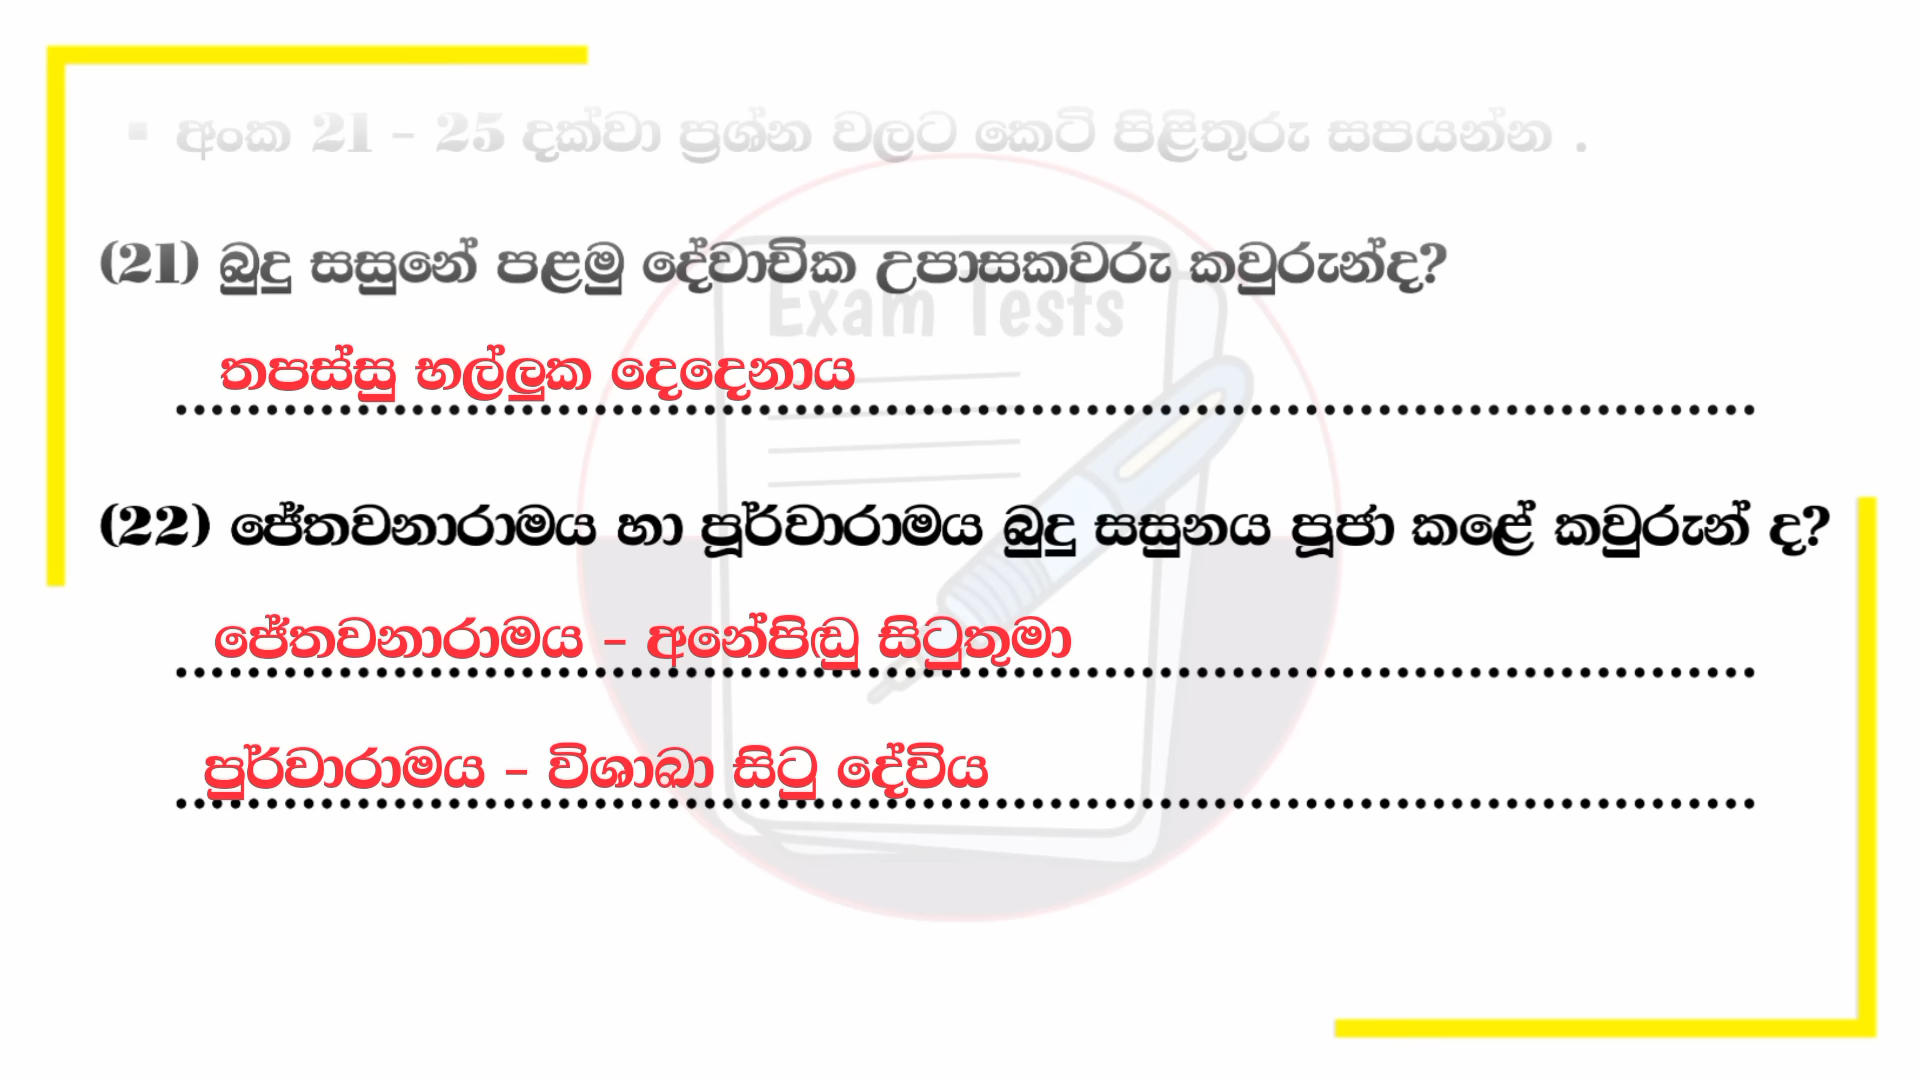 ▪ අංක 21 - 25 දක්වා ප්‍රශ්න වලට කෙටි පිළිතුරු සපයන්න .
(21) බුදු සසුනේ පළමු දේවාචික උපාසකවරු කවුරුන්ද?
Exam Tests
තපස්සු භල්ලුක දෙදෙනාය
(22) ජේතවනාරාමය හා පූර්වාරාමය බුදු සසුනය පූජා කළේ කවුරුන් ද?
ජේතවනාරාමය - අනේපිඬු සිටුතුමා
පුර්වාරාමය - විශාඛා සිටු දේවිය